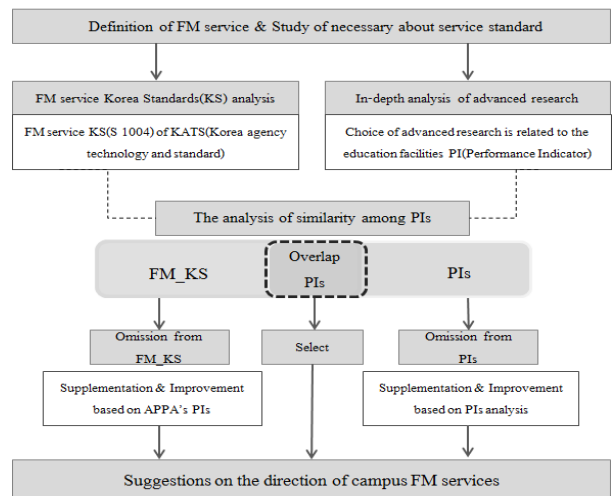 Definition of FM service & Study of necessary about service standard
FM service Korea Standards(KS) analysis
FM service KS(S 1004) of KATS(Korea agency
technology and standard)
In-depth analysis of advanced research
Choice of advanced research is related to the
education facilities PI(Performance Indicator)
The analysis of similarity among PIs
FM_KS
Overlap
PIs
PIs
Omission from
FM_KS
Select
Omission from
PIs
Supplementation & Improvement
based on APPA's PIs
Supplementation & Improvement
based on PIs analysis
Suggestions on the direction of campus FM services